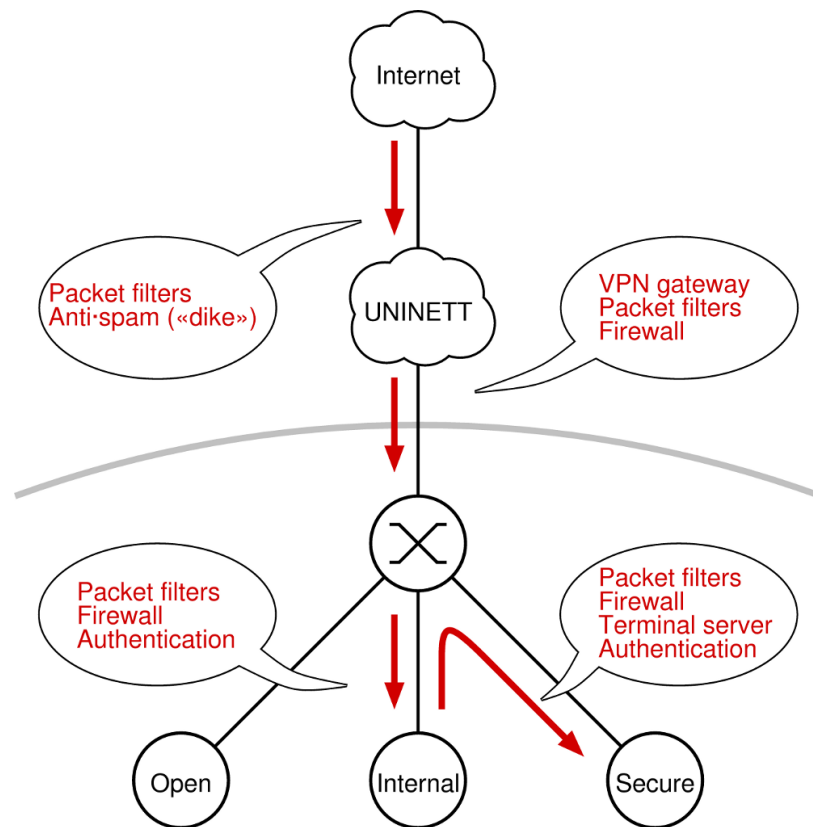 Internet
Packet filters
Anti·spam («dike»)
UNINETT
VPN gateway
Packet filters
Firewall
Packet filters
Firewall
Authentication
Packet filters
Firewall
Terminal server
Authentication
Open
Internal
Secure